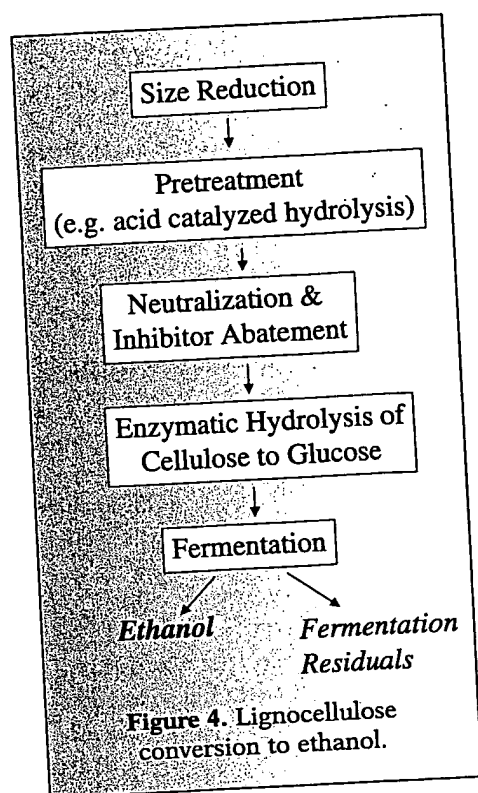 Size Reduction
Pretreatment
(e.g. acid catalyzed hydrolysis)
Neutralization &
Inhibitor Abatement
Enzymatic Hydrolysis of
Cellulose to Glucose
Fermentation
Ethanol
Fermentation
Residuals
Figure 4. Lignocellulose
conversion to ethanol.